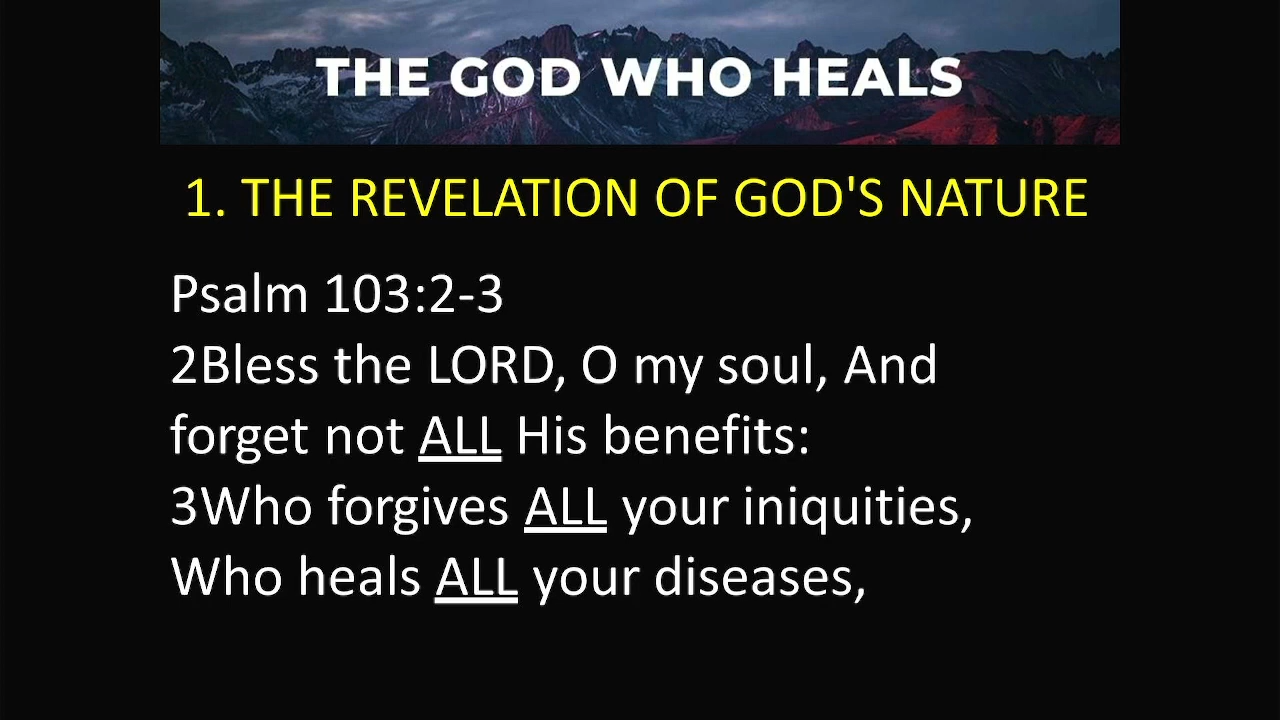 THE GOD WHO HEALS
1. THE REVELATION OF GOD'S NATURE
Psalm 103:2-3
2Bless the LORD, O my soul, And
forget not ALL His benefits:
3Who forgives ALL your iniquities,
Who heals ALL your diseases,